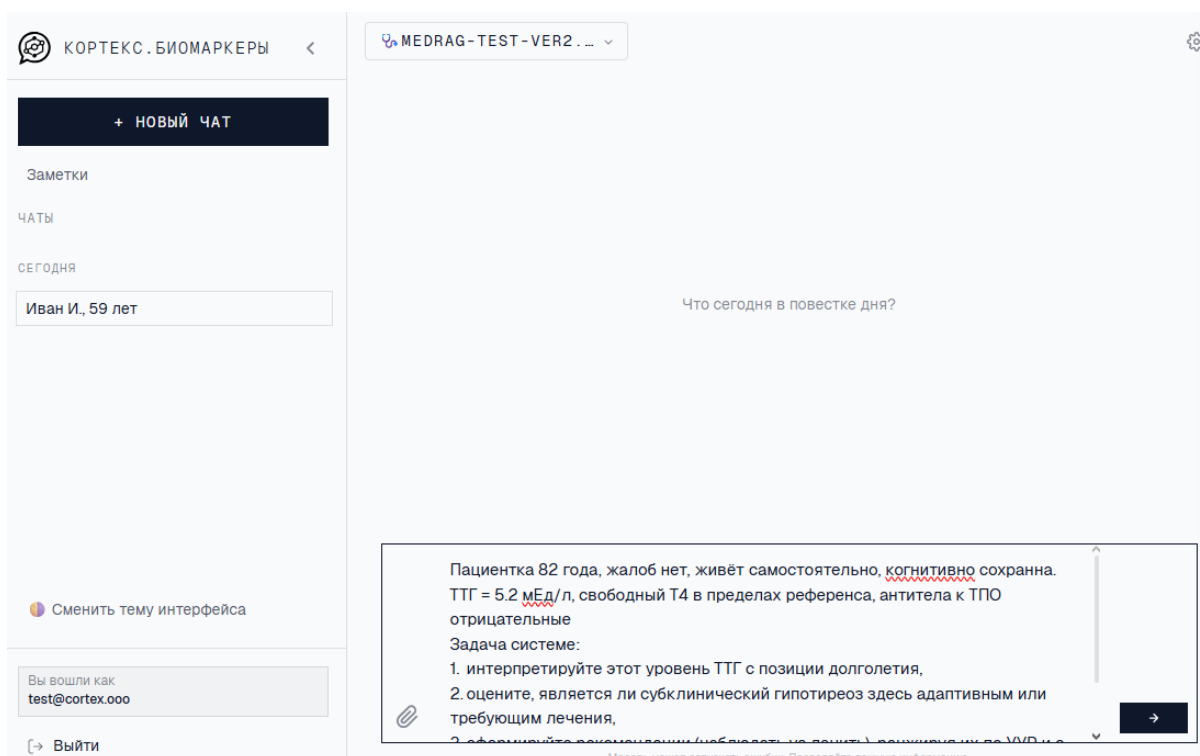 КОРТЕКС.БИОМАРКЕРЫ
MEDRAG-TEST-VER2.…
+ НОВЫЙ ЧАТ
Заметки
ЧАТЫ
СЕГОДНЯ
Иван И., 59 лет
Что сегодня в повестке дня?
Пациентка 82 года, жалоб нет, живёт самостоятельно, когнитивно сохранна.
ТТГ = 5.2 мЕд/л, свободный Т4 в пределах референса, антитела к ТПО
отрицательные
Задача системе:
1. интерпретируйте этот уровень ТТГ с позиции долголетия,
2. оцените, является ли субклинический гипотиреоз здесь адаптивным или
требующим лечения,
Сменить тему интерфейса
Вы вошли как
test@cortex.ooo
Выйти